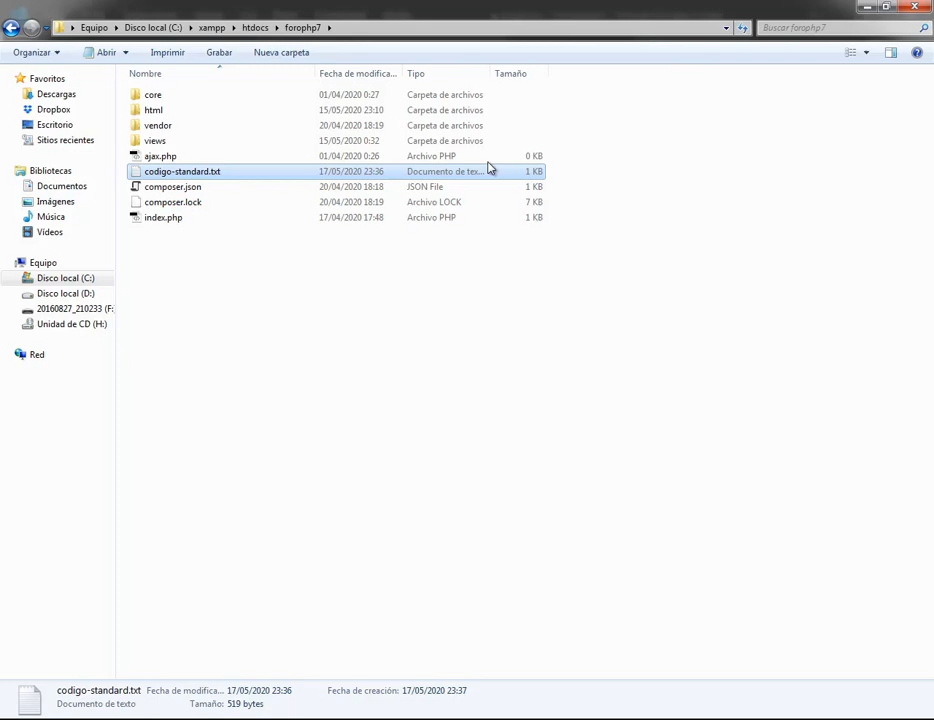 Equipo ▸ Disco local (C:) ▸ xampp ▸ htdocs ▸ forophp7 ▸
Buscar forophp7
Organizar Abrir Imprimir Grabar Nueva carpeta
Nombre Fecha de modifica... Tipo Tamaño
Favoritos
Descargas
Dropbox
Escritorio
Sitios recientes
Bibliotecas
Documentos
Imágenes
Música
Vídeos
Equipo
Disco local (C:)
Disco local (D:)
20160827_210233 (F:
Unidad de CD (H:)
Red
core 01/04/2020 0:27 Carpeta de archivos
html 15/05/2020 23:10 Carpeta de archivos
vendor 20/04/2020 18:19 Carpeta de archivos
views 15/05/2020 0:32 Carpeta de archivos
ajax.php 01/04/2020 0:26 Archivo PHP 0 KB
codigo-standard.txt 17/05/2020 23:36 Documento de tex... 1 KB
composer.json 20/04/2020 18:18 JSON File 1 KB
composer.lock 20/04/2020 18:19 Archivo LOCK 7 KB
index.php 17/04/2020 17:48 Archivo PHP 1 KB
codigo-standard.txt Fecha de modifica... 17/05/2020 23:36 Fecha de creación: 17/05/2020 23:37
Documento de texto Tamaño: 519 bytes